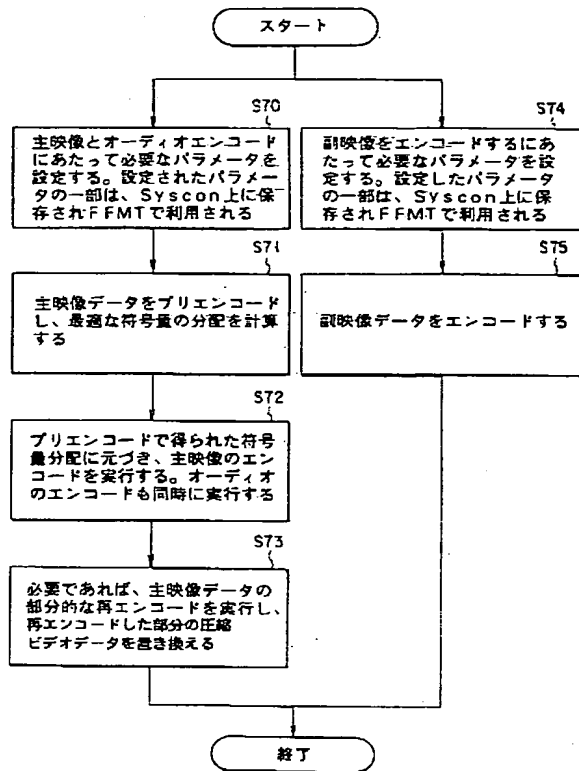 スタート
S70
主映像とオーディオエンコード
にあたって必要なパラメータを
設定する。設定されたパラメー
タの一部は、Syscon上に保
存されFFMTで利用される
S71
主映像データをプリエンコード
し、最適な符号量の分配を計算
する
S72
プリエンコードで得られた符号
量分配に元づき、主映像のエン
コードを実行する。オーディオ
のエンコードも同時に実行する
S73
必要であれば、主映像データの
部分的な再エンコードを実行し、
再エンコードした部分の圧縮
ビデオデータを置き換える
S74
副映像をエンコードするにあ
たって必要なパラメータを設
定する。設定したパラメータ
の一部は、Syscon上に保
存されFFMTで利用される
S75
副映像データをエンコードする
終了